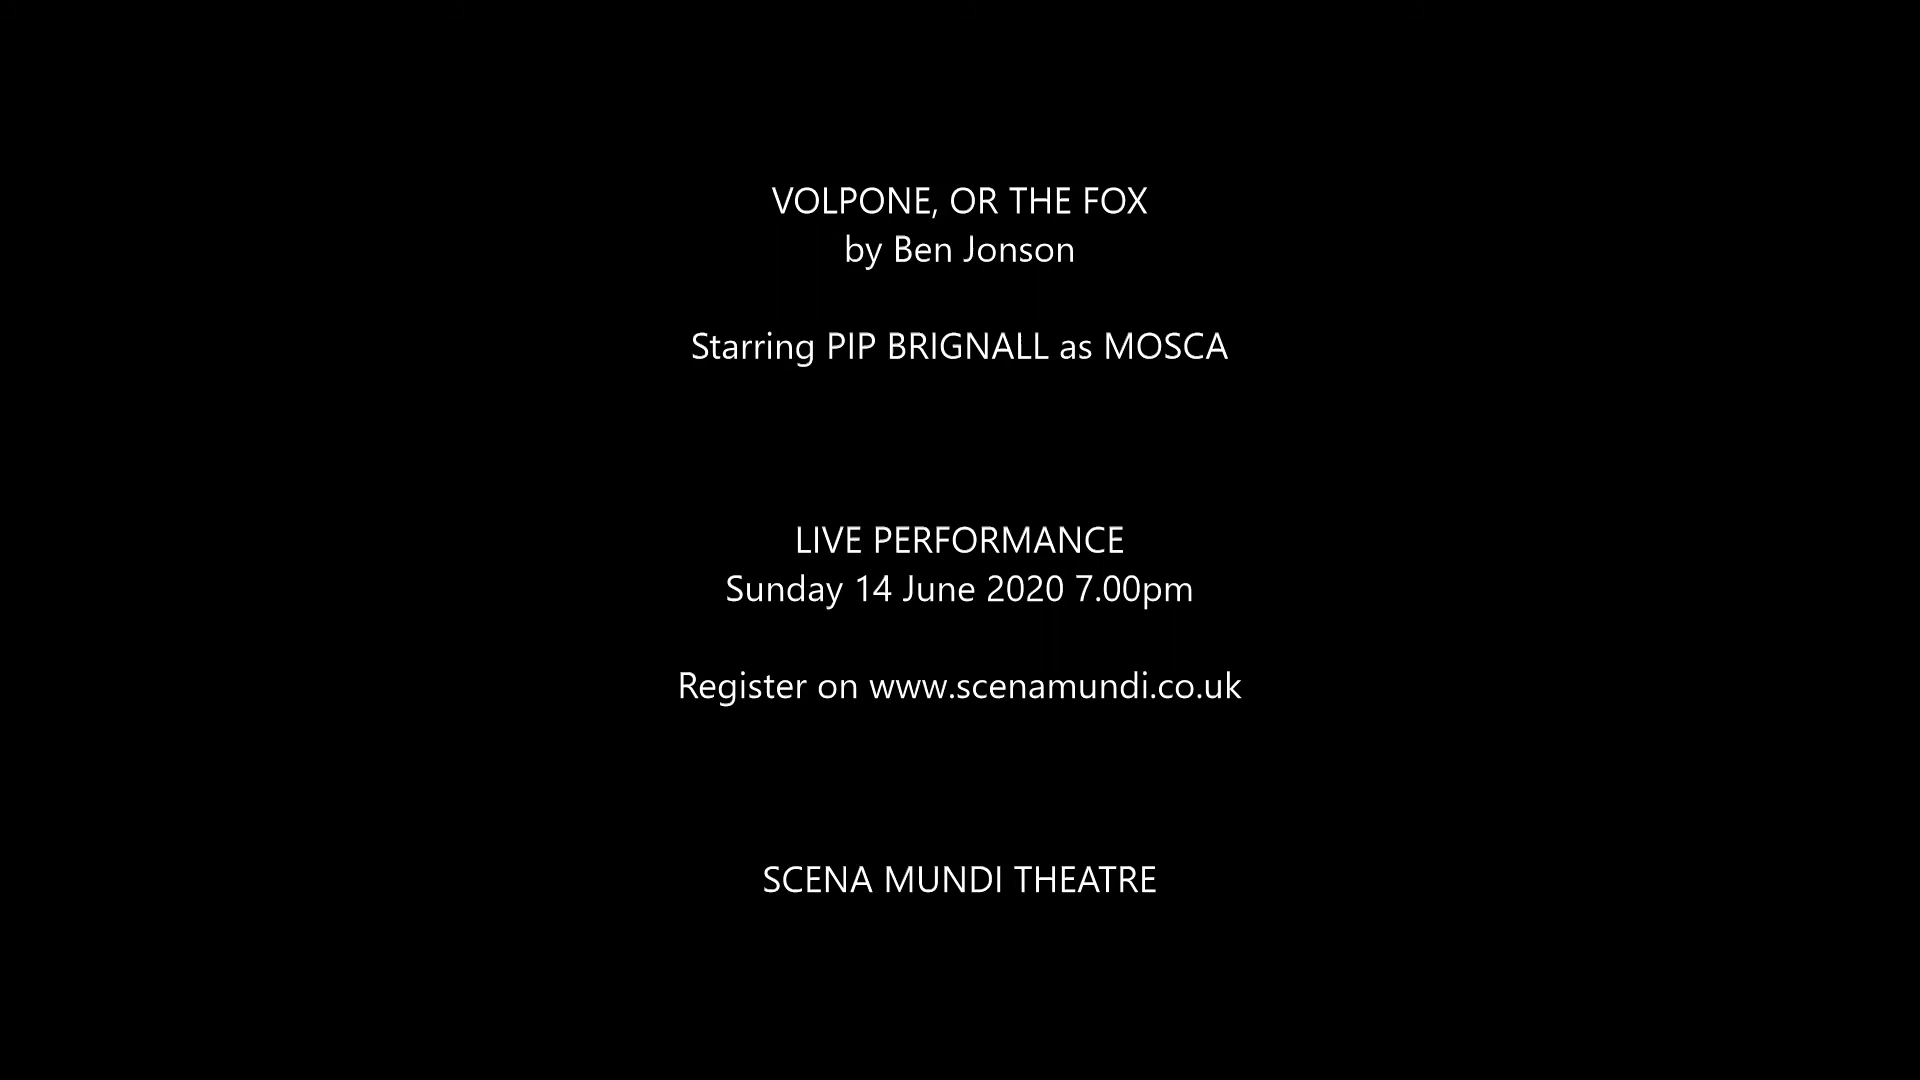 VOLPONE, OR THE FOX
by Ben Jonson
Starring PIP BRIGNALL as MOSCA
LIVE PERFORMANCE
Sunday 14 June 2020 7.00pm
Register on www.scenamundi.co.uk
SCENA MUNDI THEATRE